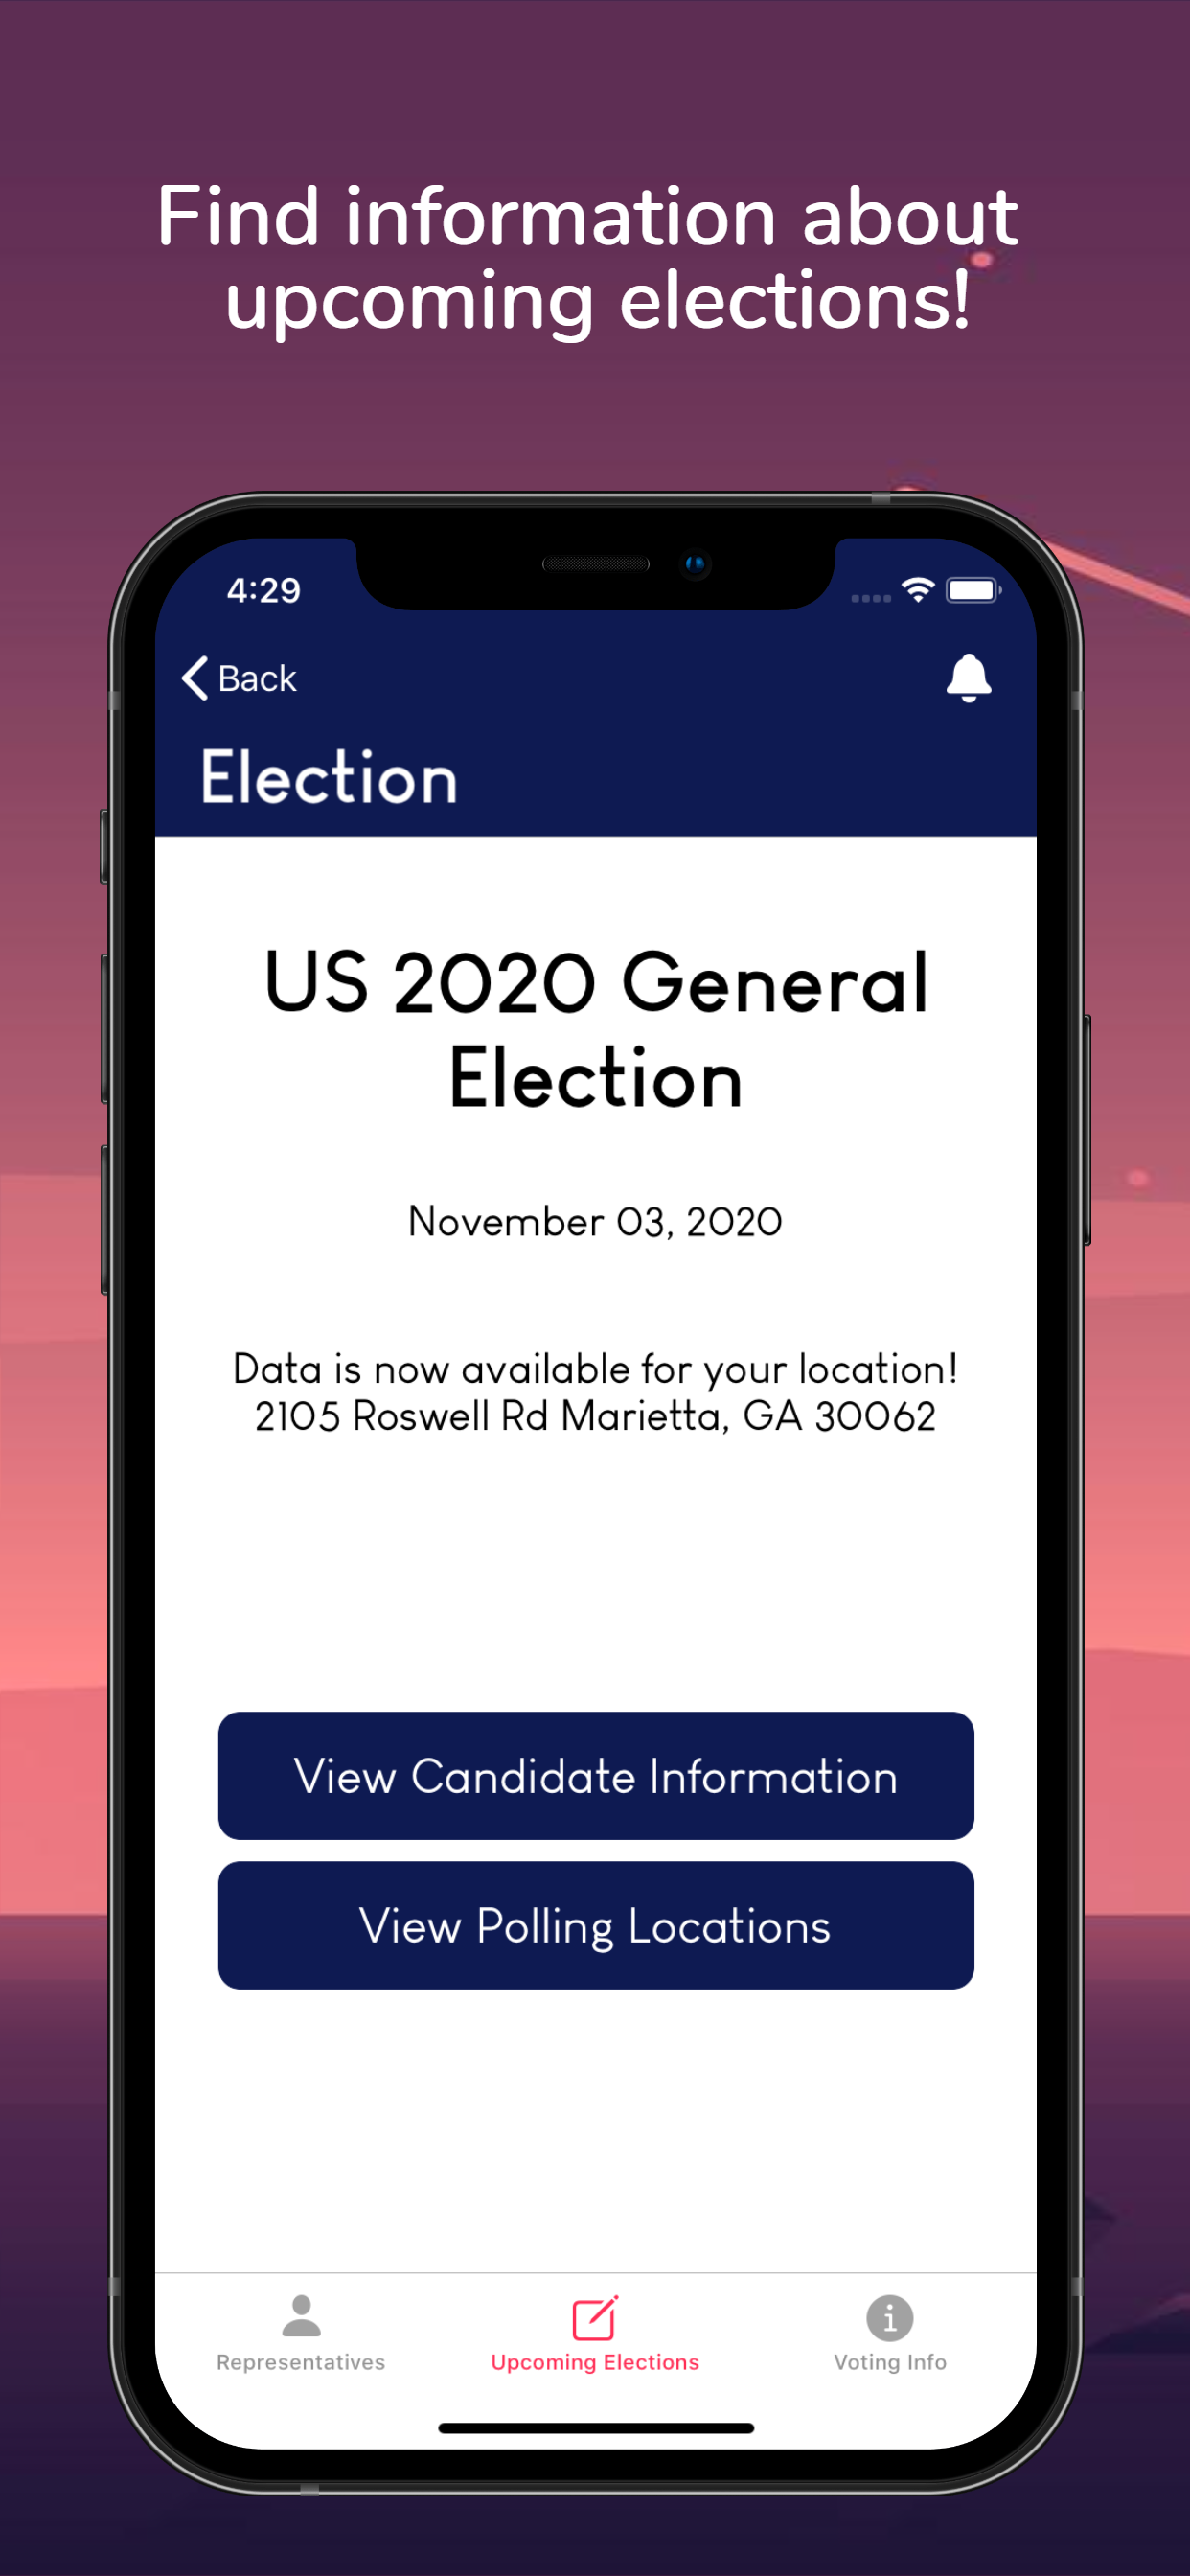 Find information about
upcoming elections!
4:29
Back
Election
US 2020 General
Election
November 03, 2020
Data is now available for your location!
2105 Roswell Rd Marietta, GA 30062
View Candidate Information
View Polling Locations
Representatives
Upcoming Elections
Voting Info